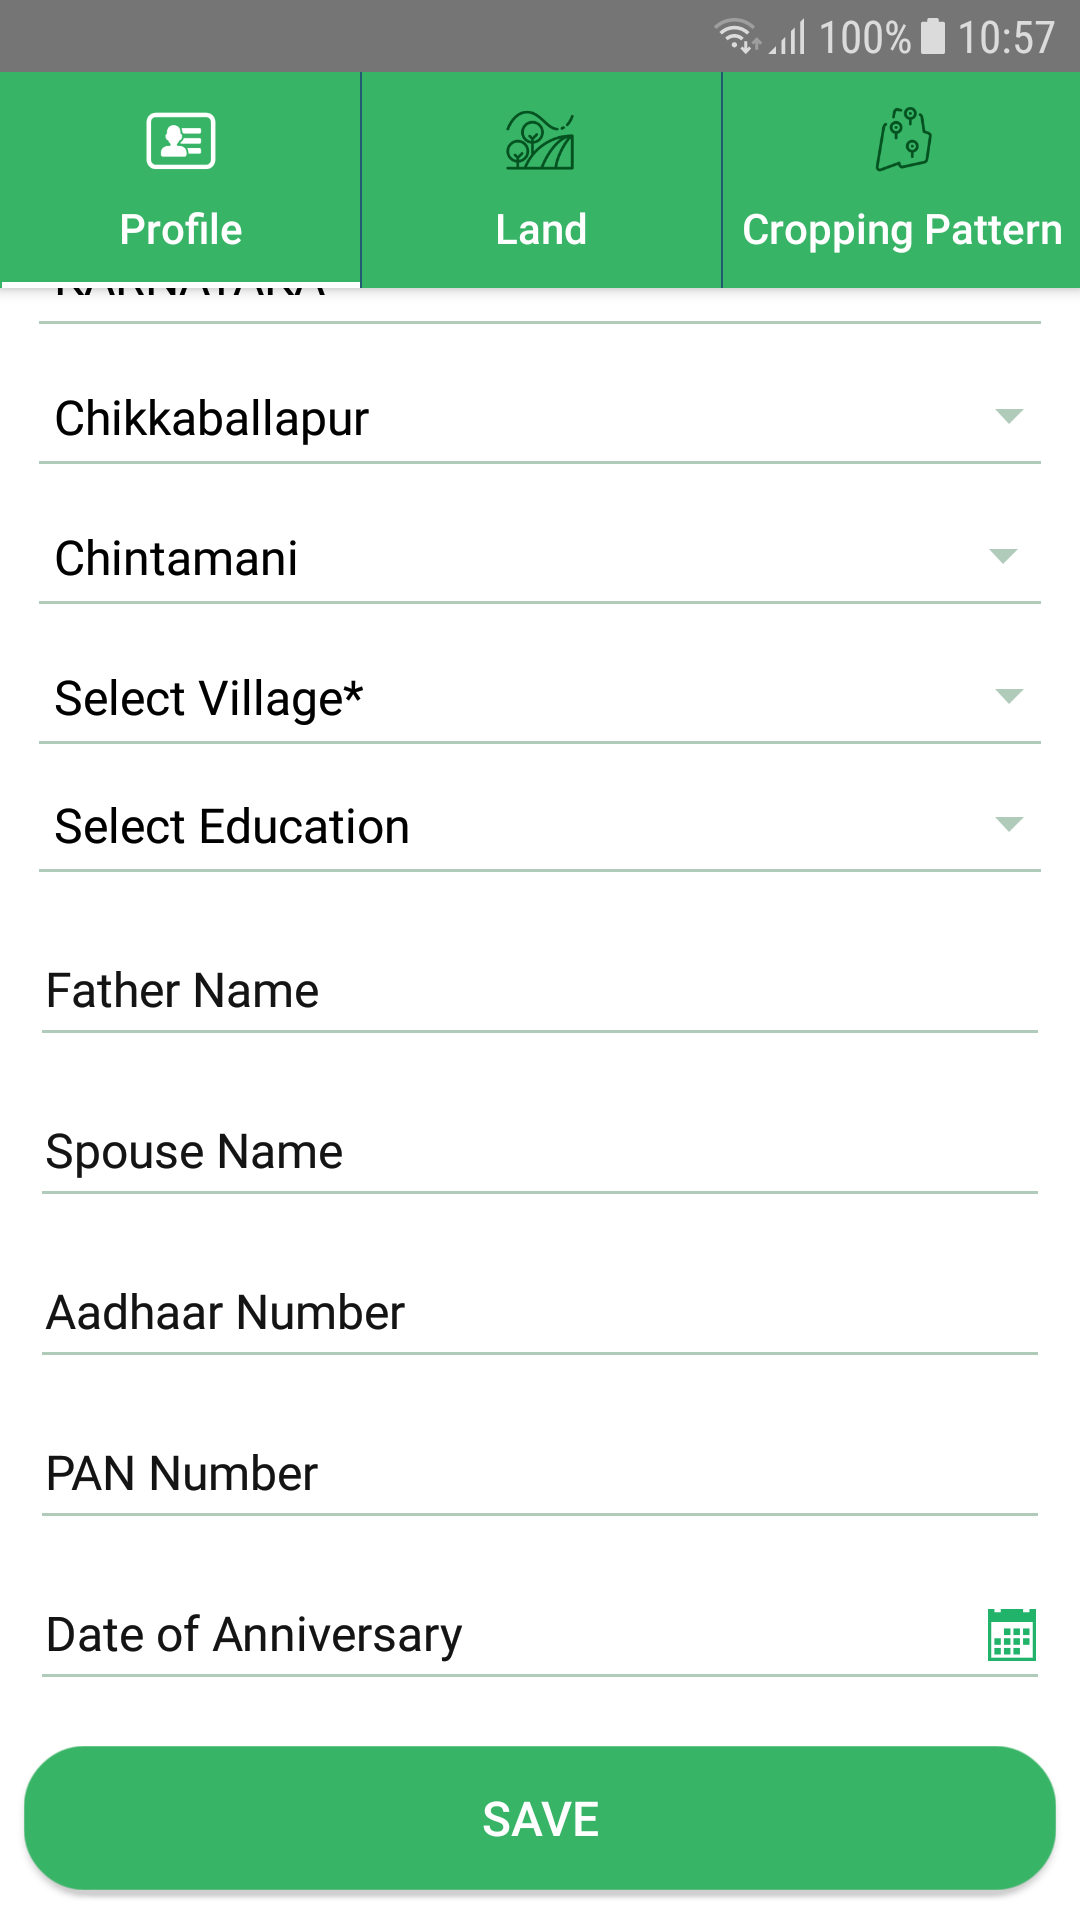 100% 10:57
Profile
Land
Cropping Pattern
KARNATAKA
Chikkaballapur
Chintamani
Select Village*
Select Education
Father Name
Spouse Name
Aadhaar Number
PAN Number
Date of Anniversary
SAVE